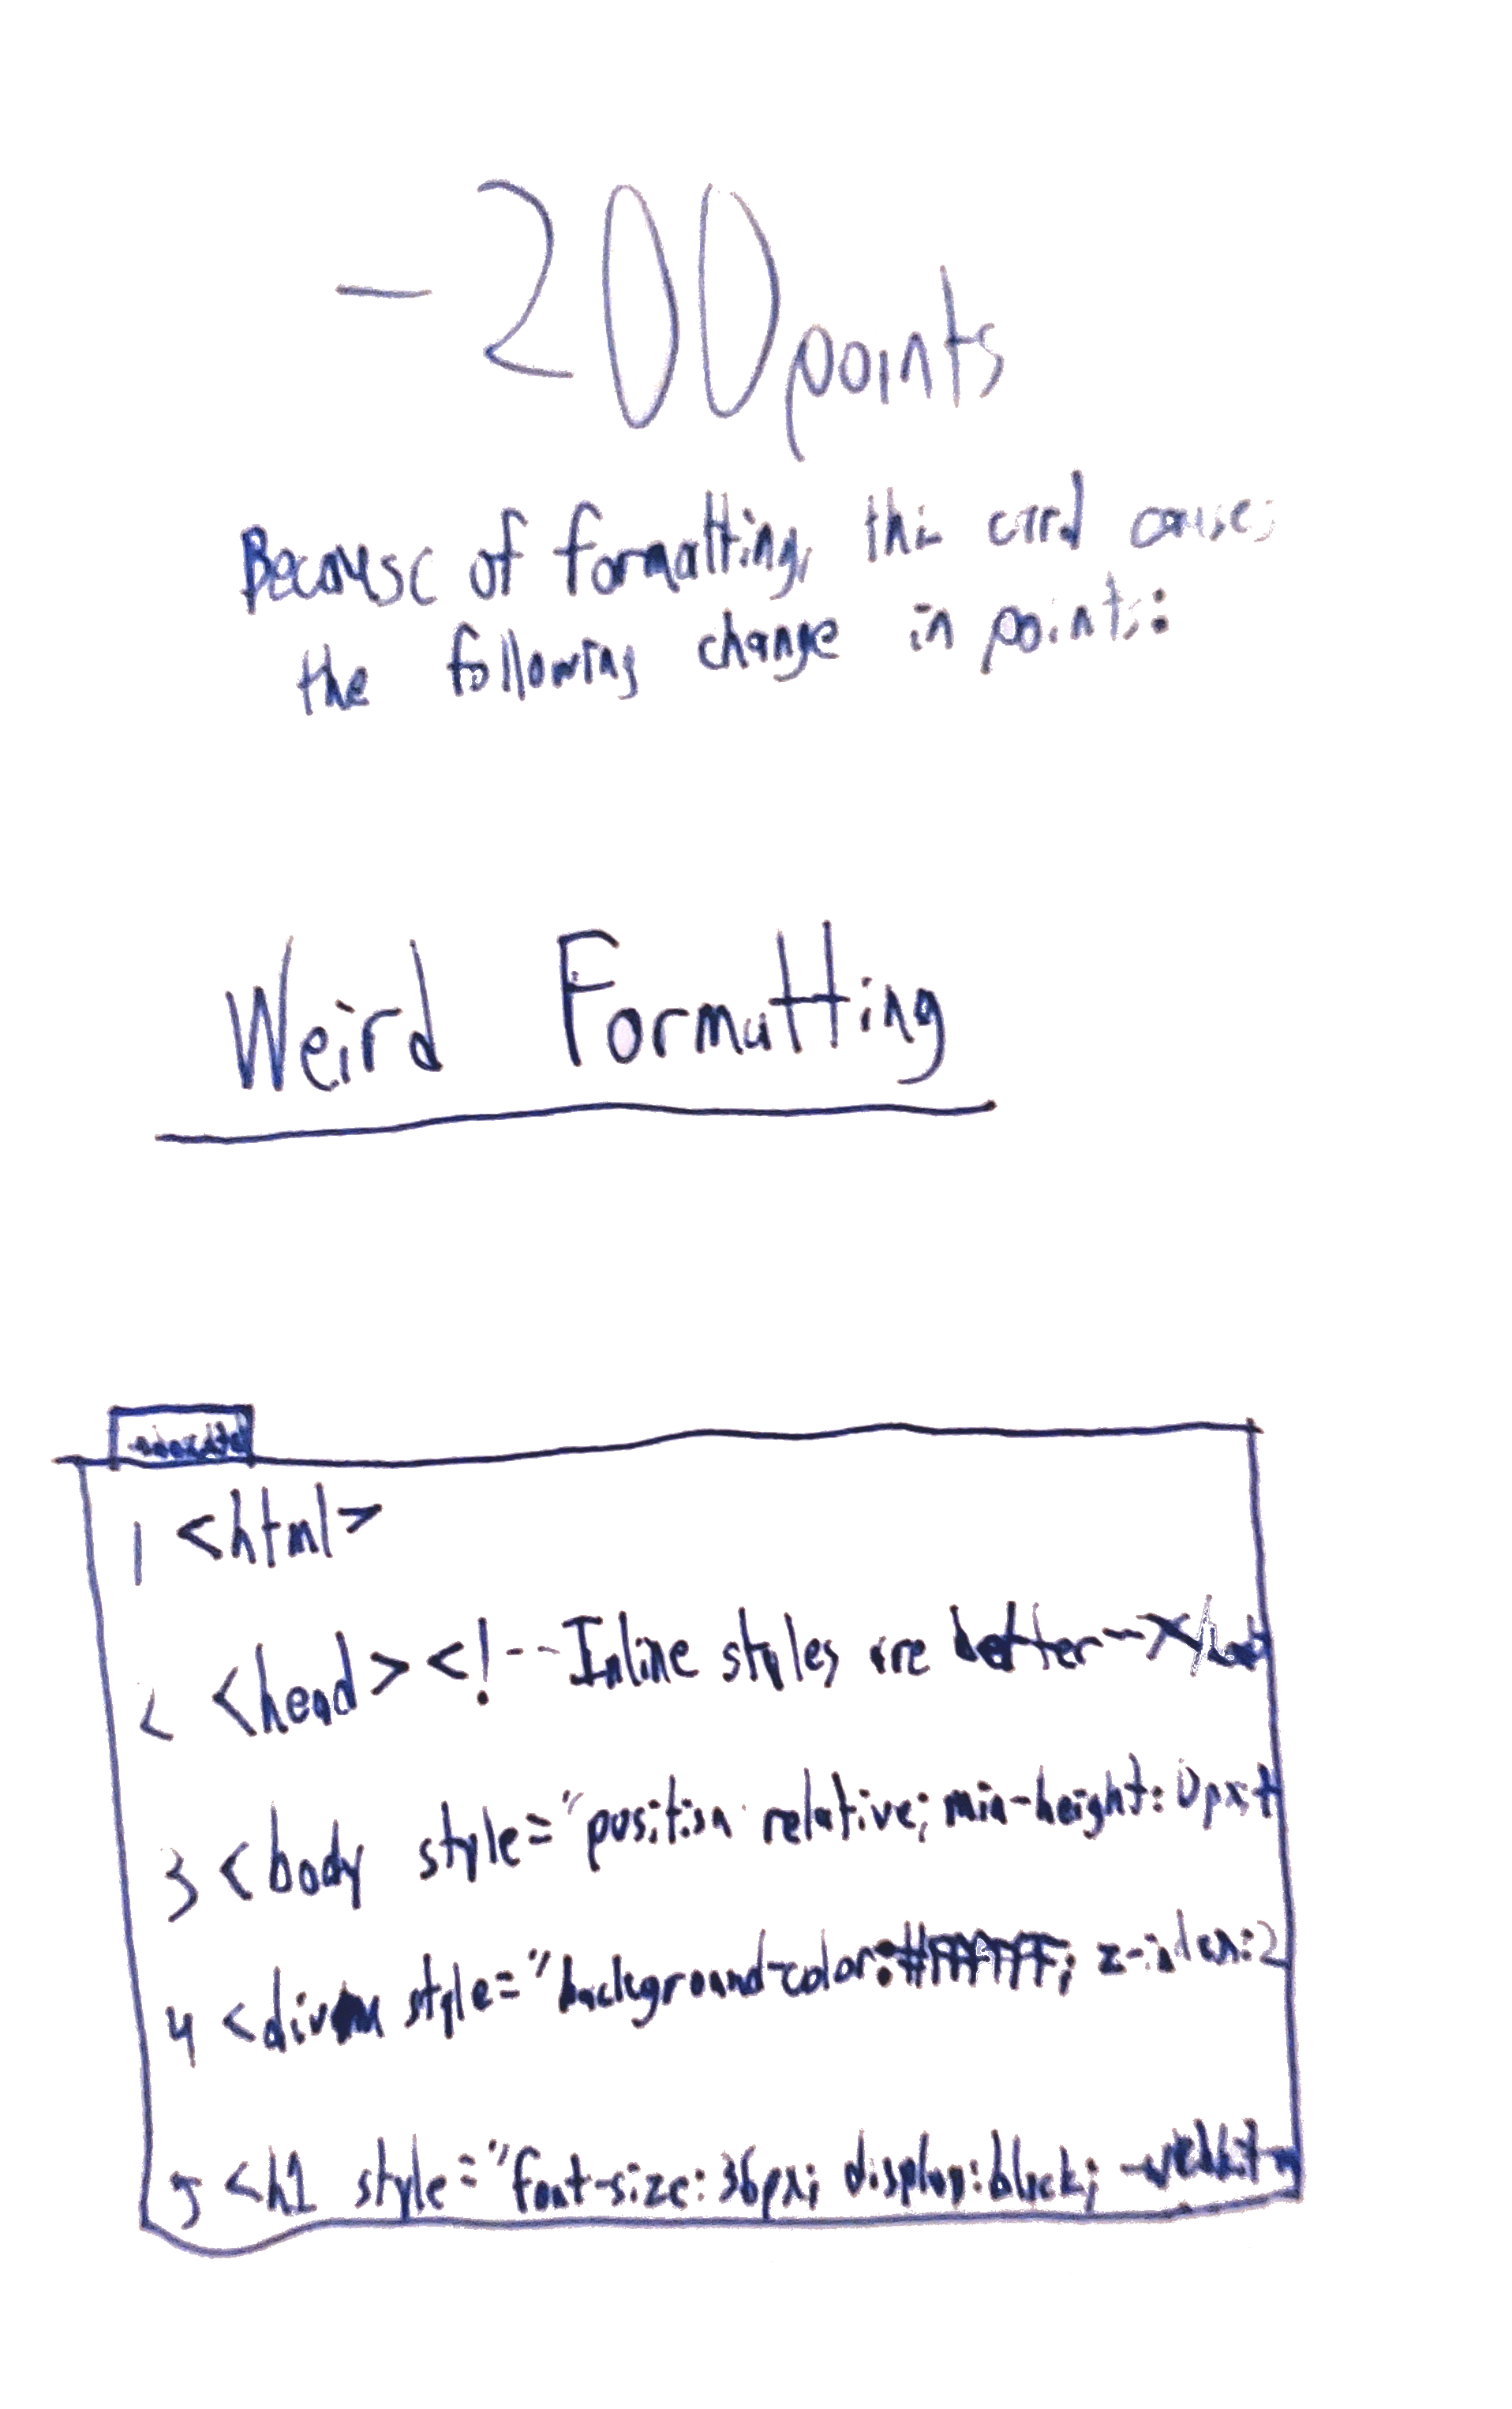 -200 points
Because of formatting, this card causes
the following change in points:
Weird Formatting
1 <html>
2 <head><!--Inline styles are better--></head
3 <body style="position: relative; min-height: 0px; t
4 <div style="background-color:#FFFFFF; z-index:2
5 <h1 style="font-size: 36px; display:block; -webkit-m